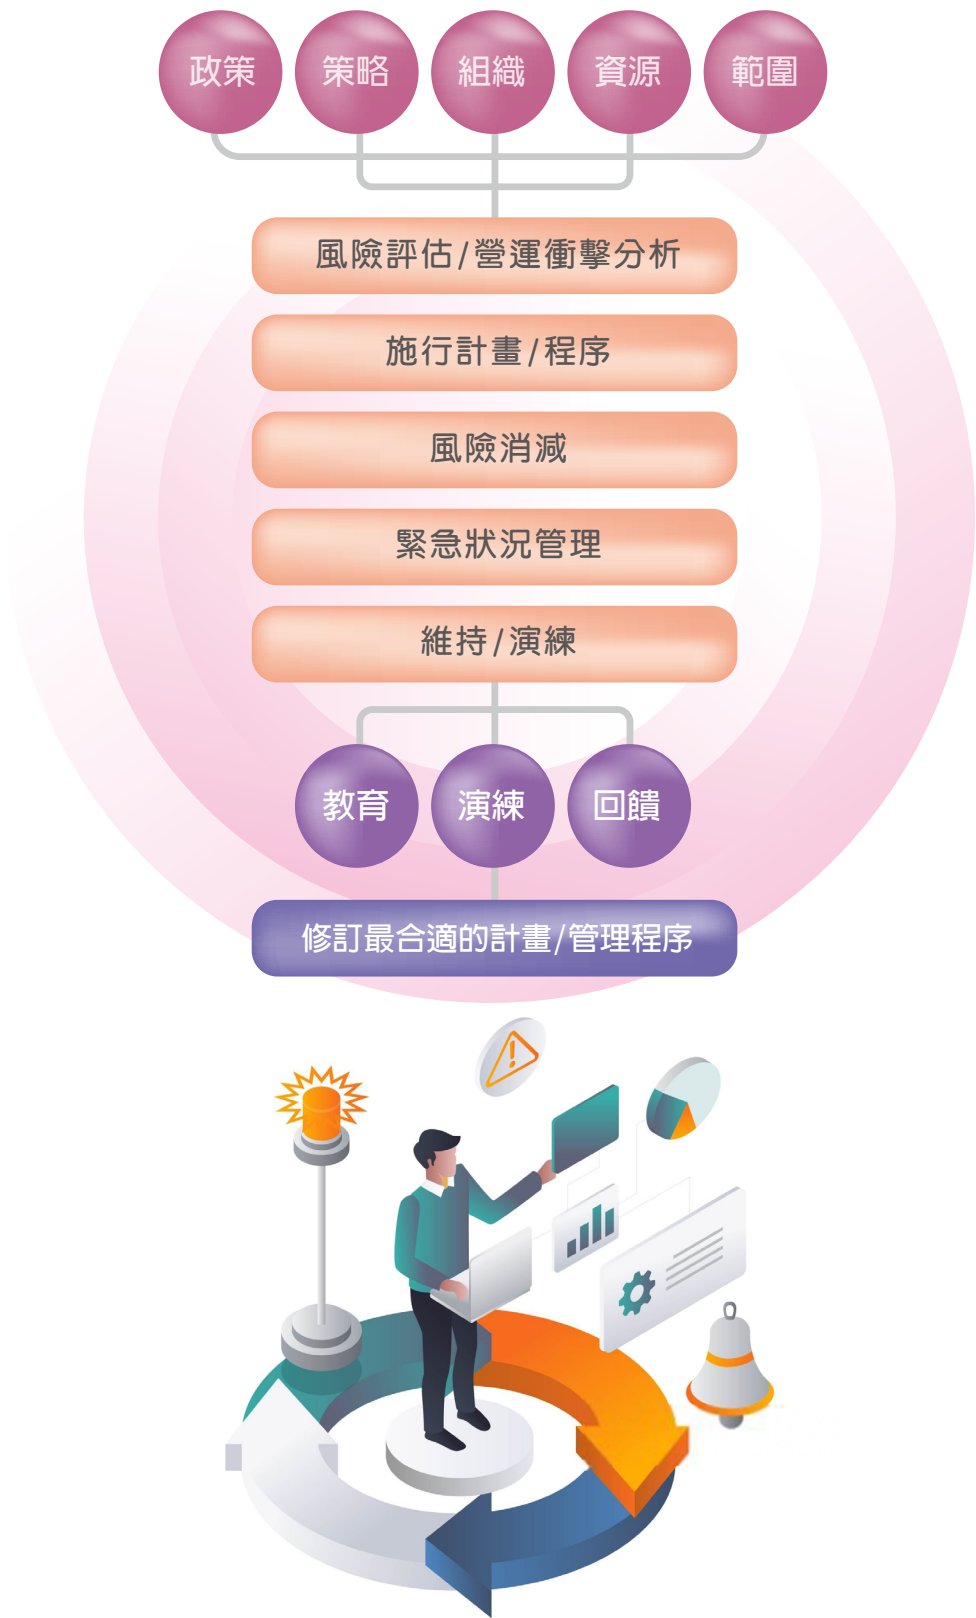 政策 策略 組織 資源 範圍
風險評估/營運衝擊分析
施行計畫/程序
風險消減
緊急狀況管理
維持/演練
教育 演練 回饋
修訂最合適的計畫/管理程序